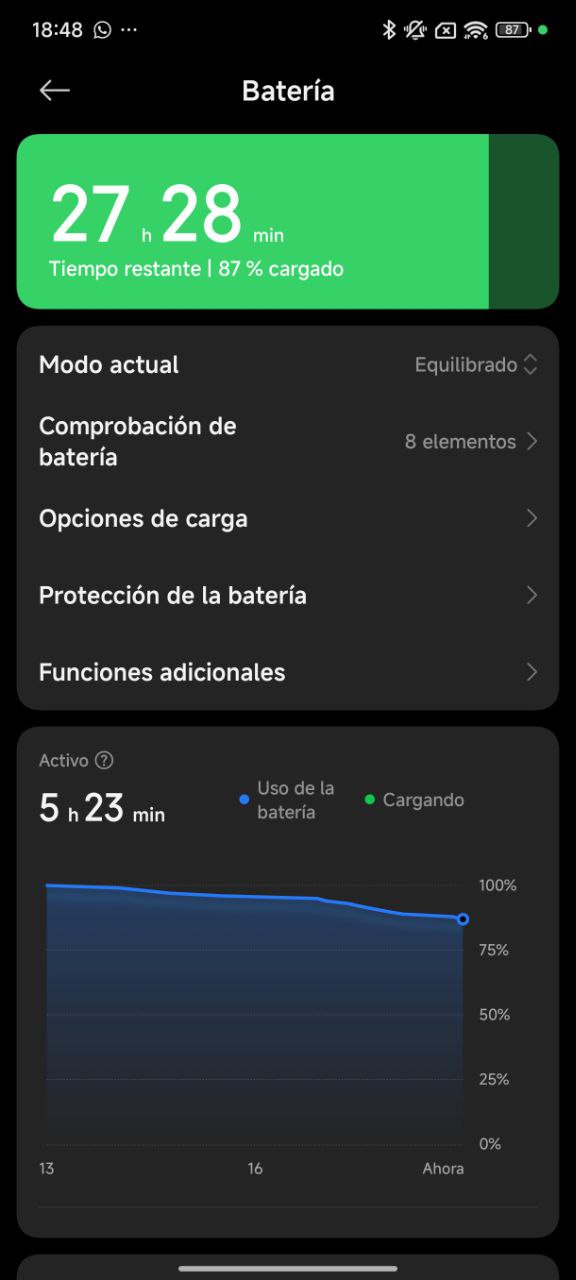 18:48 ...
87
Batería
27 h 28 min
Tiempo restante | 87 % cargado
Modo actual
Equilibrado
Comprobación de
batería
8 elementos
Opciones de carga
Protección de la batería
Funciones adicionales
Activo ?
5 h 23 min
Uso de la
batería
Cargando
100%
75%
50%
25%
0%
13 16 Ahora